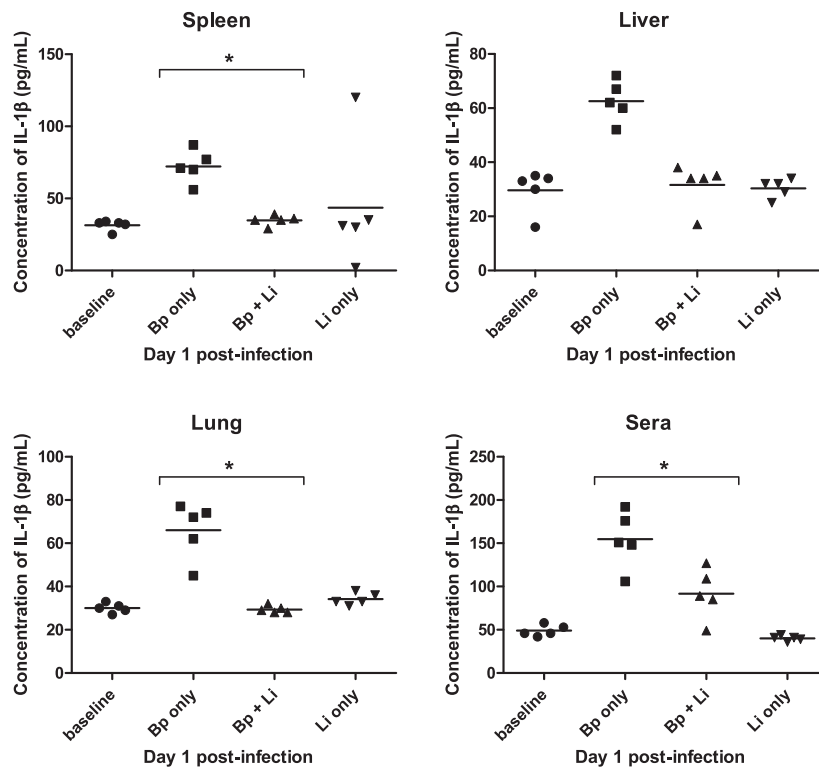 Spleen
Concentration of IL-1β (pg/mL)
150
100
50
0
*
baseline
Bp only
Bp + Li
Li only
Day 1 post-infection
Liver
Concentration of IL-1β (pg/mL)
80
60
40
20
0
baseline
Bp only
Bp + Li
Li only
Day 1 post-infection
Lung
Concentration of IL-1β (pg/mL)
100
80
60
40
20
0
*
baseline
Bp only
Bp + Li
Li only
Day 1 post-infection
Sera
Concentration of IL-1β (pg/mL)
250
200
150
100
50
0
*
baseline
Bp only
Bp + Li
Li only
Day 1 post-infection